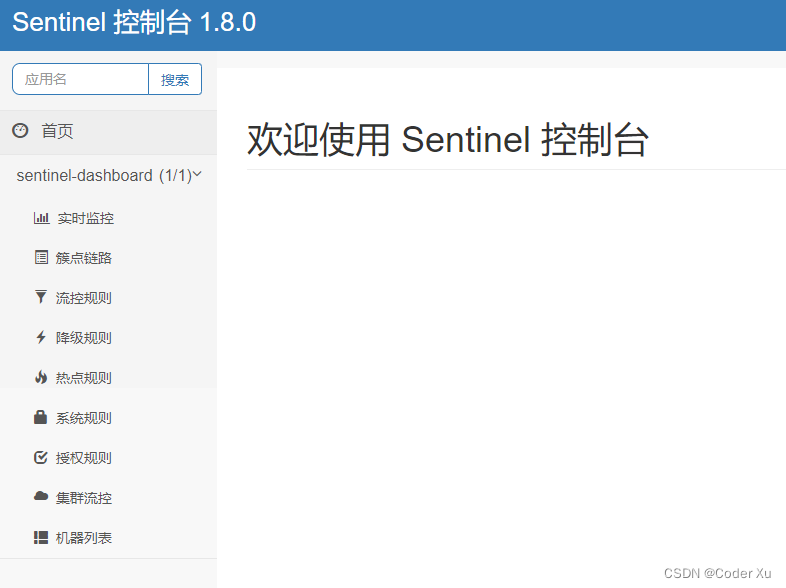 Sentinel 控制台 1.8.0
应用名 搜索
首页
欢迎使用 Sentinel 控制台
sentinel-dashboard (1/1)
实时监控
簇点链路
流控规则
降级规则
热点规则
系统规则
授权规则
集群流控
机器列表
CSDN @Coder Xu